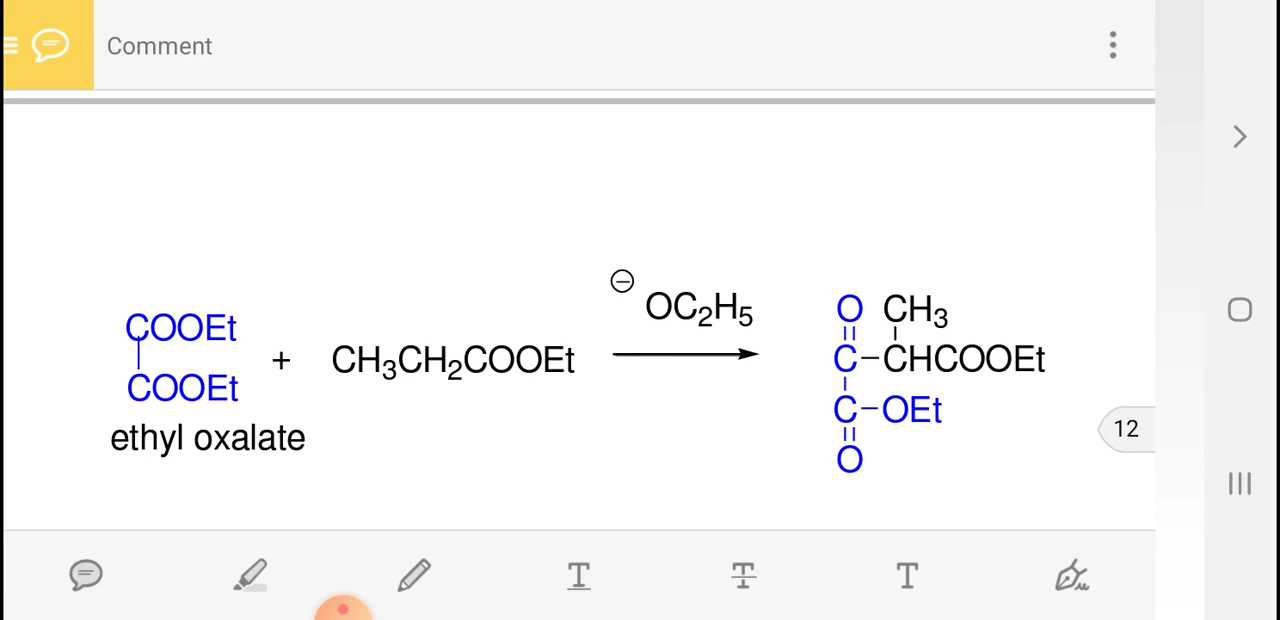 Comment
⊖
OC₂H₅
O CH₃
COOEt
+ CH₃CH₂COOEt
C–CHCOOEt
COOEt
C–OEt
ethyl oxalate
12
O
T T T